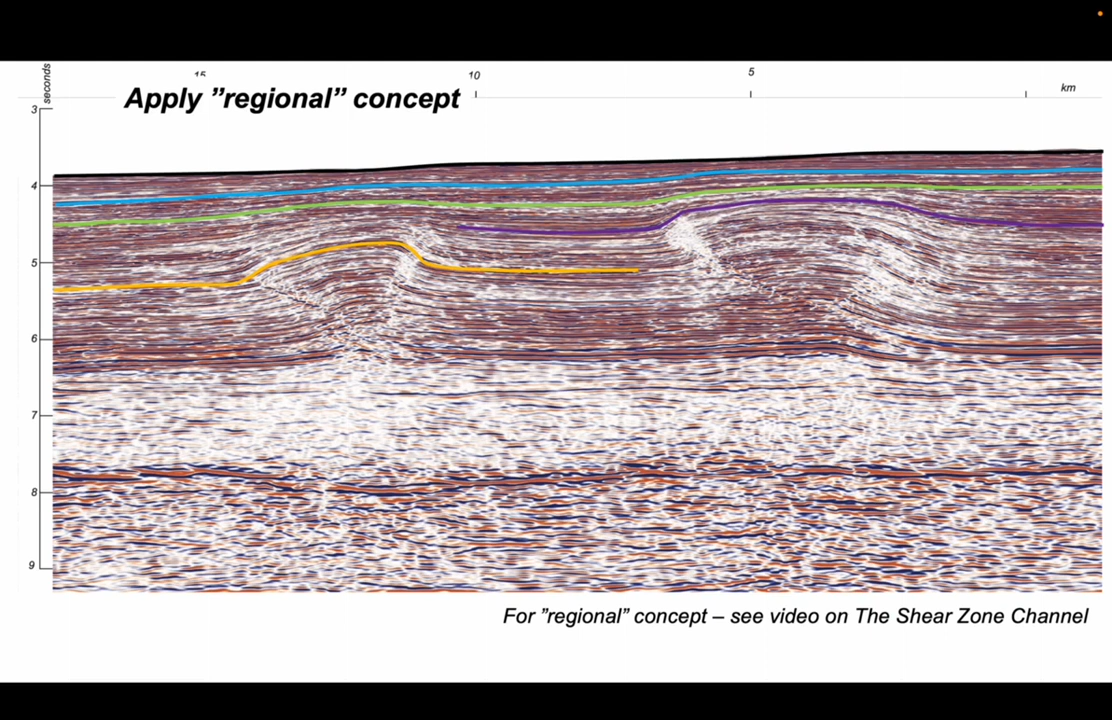 seconds
15
10
5
km
Apply ”regional” concept
3
4
5
6
7
8
9
For ”regional” concept – see video on The Shear Zone Channel